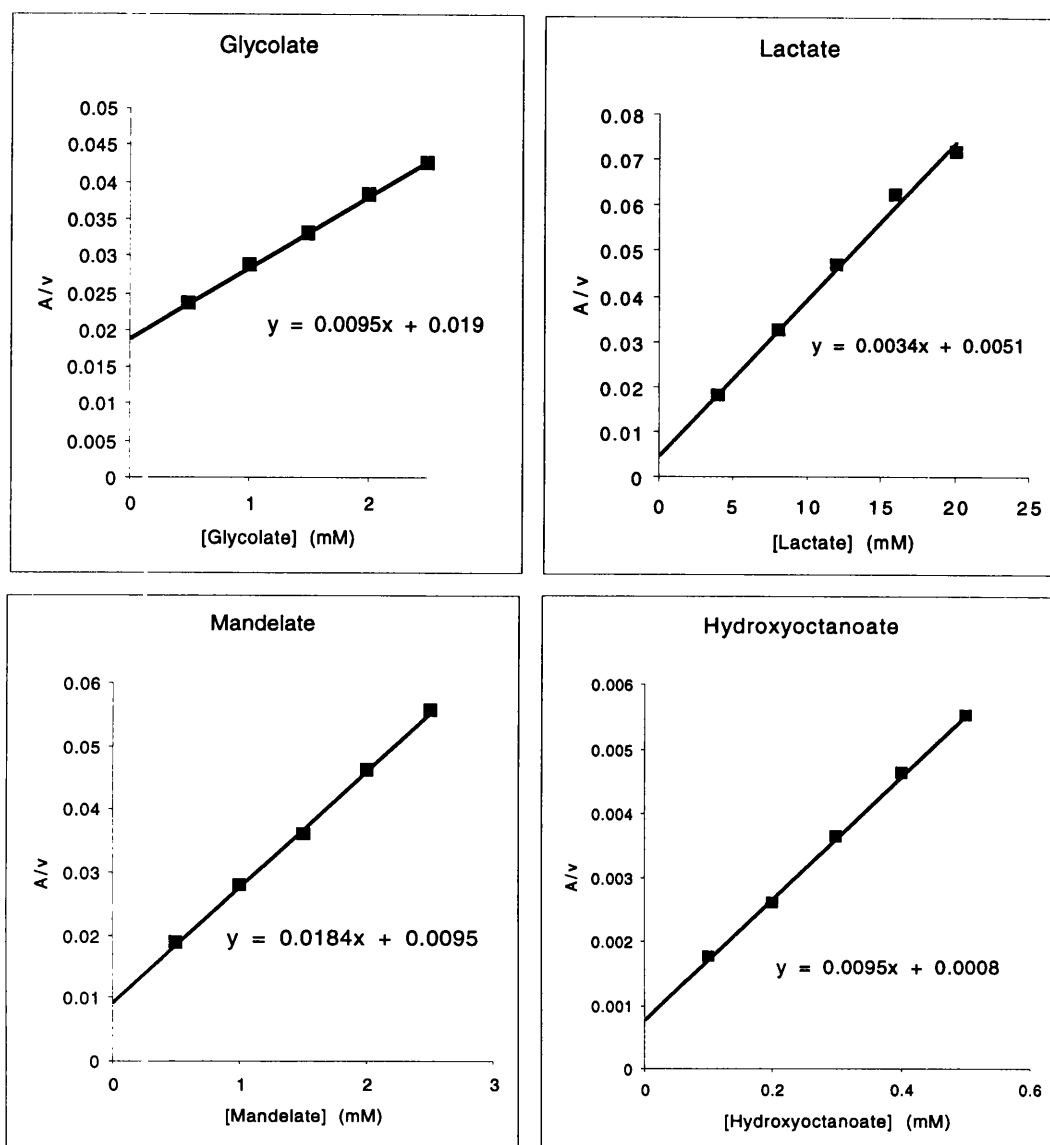 Glycolate
0.05
0.045
0.04
0.035
0.03
0.025
0.02
0.015
0.01
0.005
0
A/v
y = 0.0095x + 0.019
0 1 2
[Glycolate] (mM)
Lactate
0.08
0.07
0.06
0.05
0.04
0.03
0.02
0.01
0
A/v
y = 0.0034x + 0.0051
0 5 10 15 20 25
[Lactate] (mM)
Mandelate
0.06
0.05
0.04
0.03
0.02
0.01
0
A/v
y = 0.0184x + 0.0095
0 1 2 3
[Mandelate] (mM)
Hydroxyoctanoate
0.006
0.005
0.004
0.003
0.002
0.001
0
A/v
y = 0.0095x + 0.0008
0 0.2 0.4 0.6
[Hydroxyoctanoate] (mM)